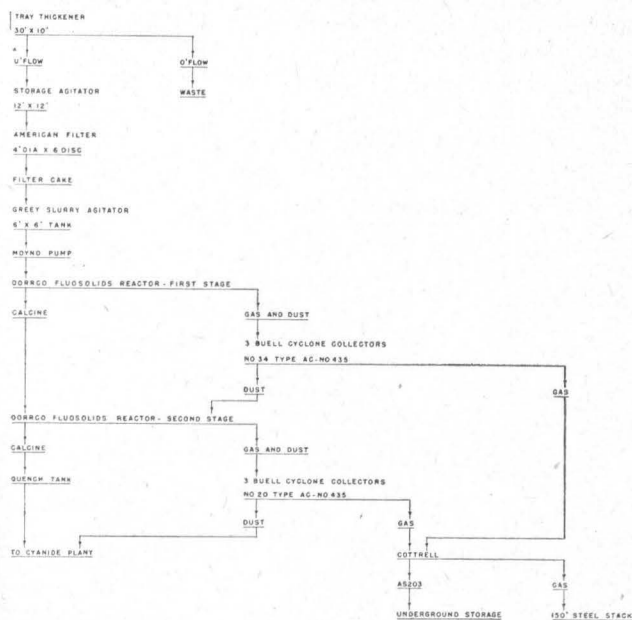 TRAY THICKENER
30' X 10'
U'FLOW
O'FLOW
STORAGE AGITATOR
WASTE
12' X 12'
AMERICAN FILTER
4' DIA X 6 DISC
FILTER CAKE
GREEY SLURRY AGITATOR
6' X 6' TANK
MOYNO PUMP
DORRCO FLUOSOLIDS REACTOR - FIRST STAGE
CALCINE
GAS AND DUST
3 BUELL CYCLONE COLLECTORS
NO 34 TYPE AC-NO 435
DUST
GAS
DORRCO FLUOSOLIDS REACTOR - SECOND STAGE
CALCINE
GAS AND DUST
QUENCH TANK
3 BUELL CYCLONE COLLECTORS
NO 20 TYPE AC-NO 435
DUST
GAS
TO CYANIDE PLANT
COTTRELL
AS2O3
GAS
UNDERGROUND STORAGE
150' STEEL STACK